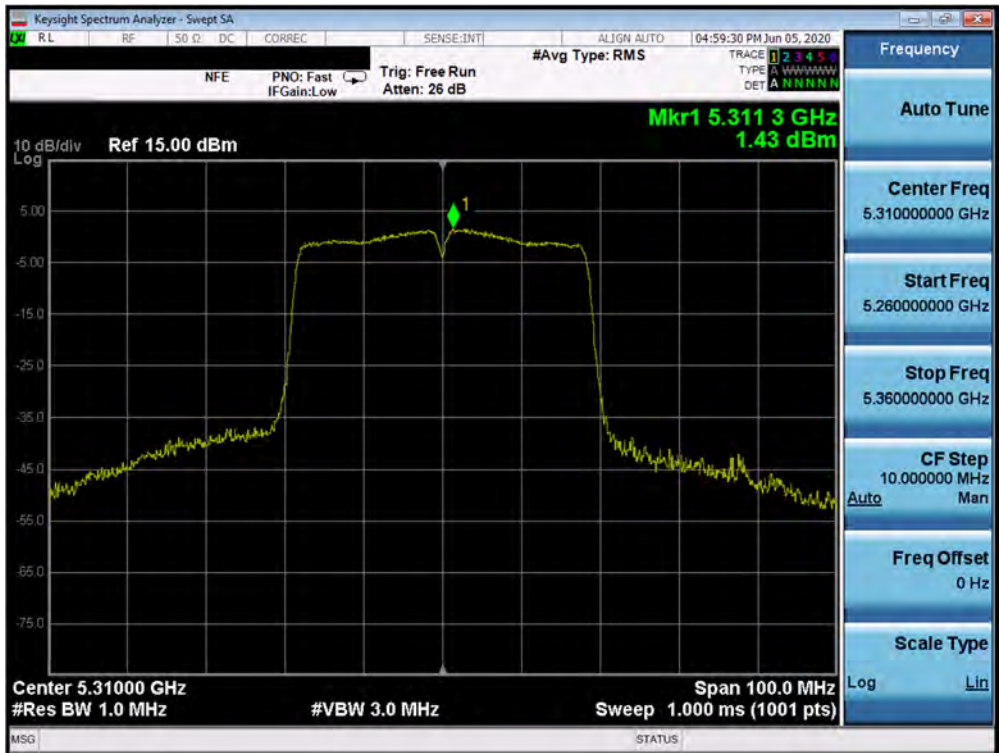 Keysight Spectrum Analyzer - Swept SA
LXI RL RF 50 Ω DC CORREC SENSE:INT ALIGN AUTO 04:59:30 PM Jun 05, 2020
#Avg Type: RMS TRACE 1 2 3 4 5 6
NFE PNO: Fast Trig: Free Run TYPE A WWWWW
IFGain:Low Atten: 26 dB DET A N N N N N
Mkr1 5.311 3 GHz
1.43 dBm
10 dB/div Ref 15.00 dBm
Log
1
5.00
-5.00
-15.0
-25.0
-35.0
-45.0
-55.0
-65.0
-75.0
Center 5.31000 GHz Span 100.0 MHz
#Res BW 1.0 MHz #VBW 3.0 MHz Sweep 1.000 ms (1001 pts)
MSG STATUS
Frequency
Auto Tune
Center Freq
5.310000000 GHz
Start Freq
5.260000000 GHz
Stop Freq
5.360000000 GHz
CF Step
10.000000 MHz
Auto Man
Freq Offset
0 Hz
Scale Type
Log Lin